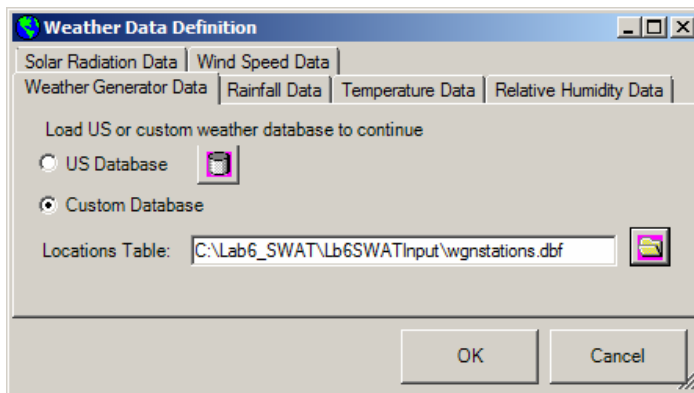 Weather Data Definition
Solar Radiation Data Wind Speed Data
Weather Generator Data Rainfall Data Temperature Data Relative Humidity Data
Load US or custom weather database to continue
US Database
Custom Database
Locations Table: C:\Lab6_SWAT\Lb6SWATInput\wgnstations.dbf
OK Cancel